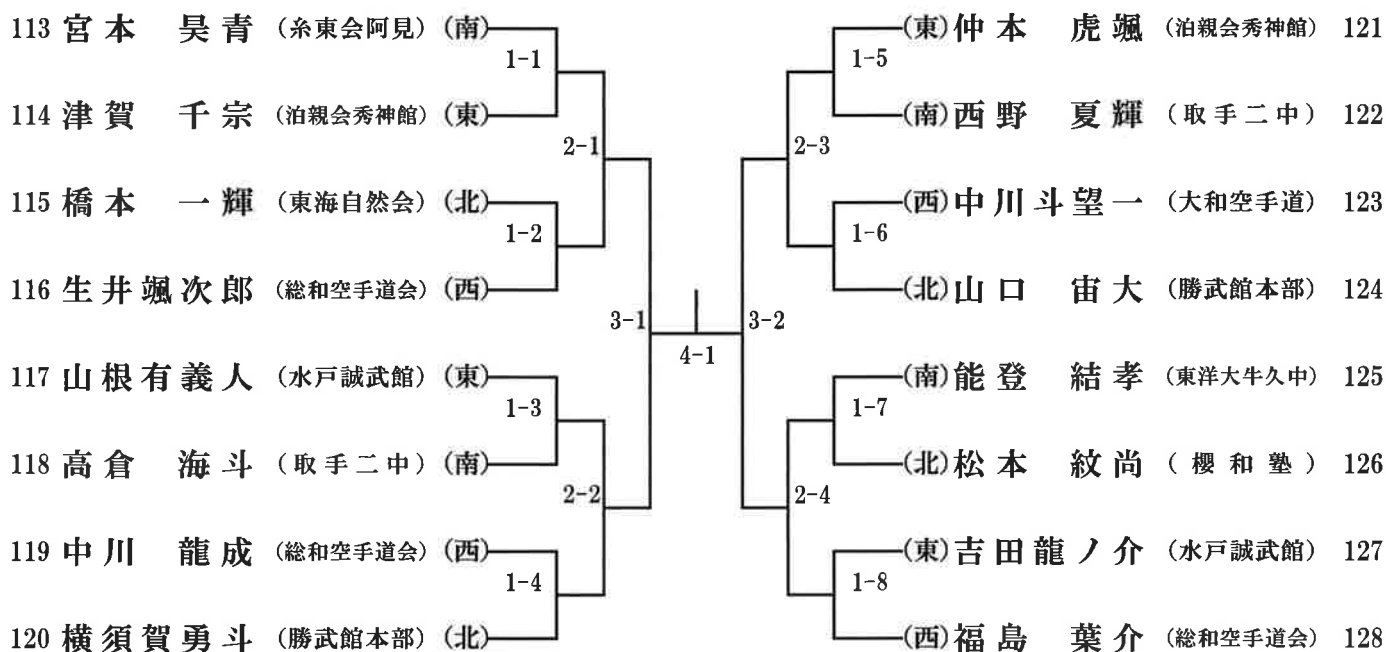 113 宮本 昊青 (糸東会阿見) (南)
1-1
114 津賀 千宗 (泊親会秀神館) (東)
2-1
115 橋本 一輝 (東海自然会) (北)
1-2
116 生井颯次郎 (総和空手道会) (西)
3-1
117 山根有義人 (水戸誠武館) (東)
1-3
118 高倉 海斗 (取手二中) (南)
2-2
119 中川 龍成 (総和空手道会) (西)
1-4
120 横須賀勇斗 (勝武館本部) (北)
4-1
(東) 仲本 虎颯 (泊親会秀神館) 121
1-5
(南) 西野 夏輝 (取手二中) 122
2-3
(西) 中川斗望一 (大和空手道) 123
1-6
(北) 山口 宙大 (勝武館本部) 124
3-2
(南) 能登 結孝 (東洋大牛久中) 125
1-7
(北) 松本 紋尚 (櫻和塾) 126
2-4
(東) 吉田龍ノ介 (水戸誠武館) 127
1-8
(西) 福島 葉介 (総和空手道会) 128